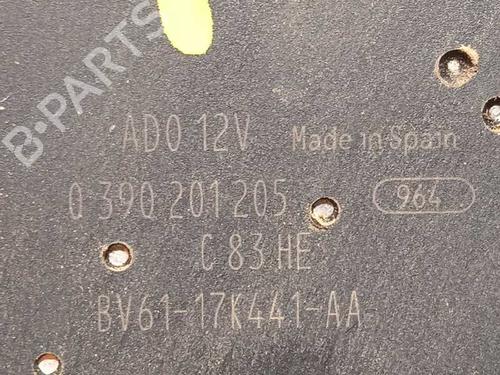 B-PARTS
ADO 12V Made in Spain
0 390 201 205 964
C 83 HE
BV61-17K441-AA